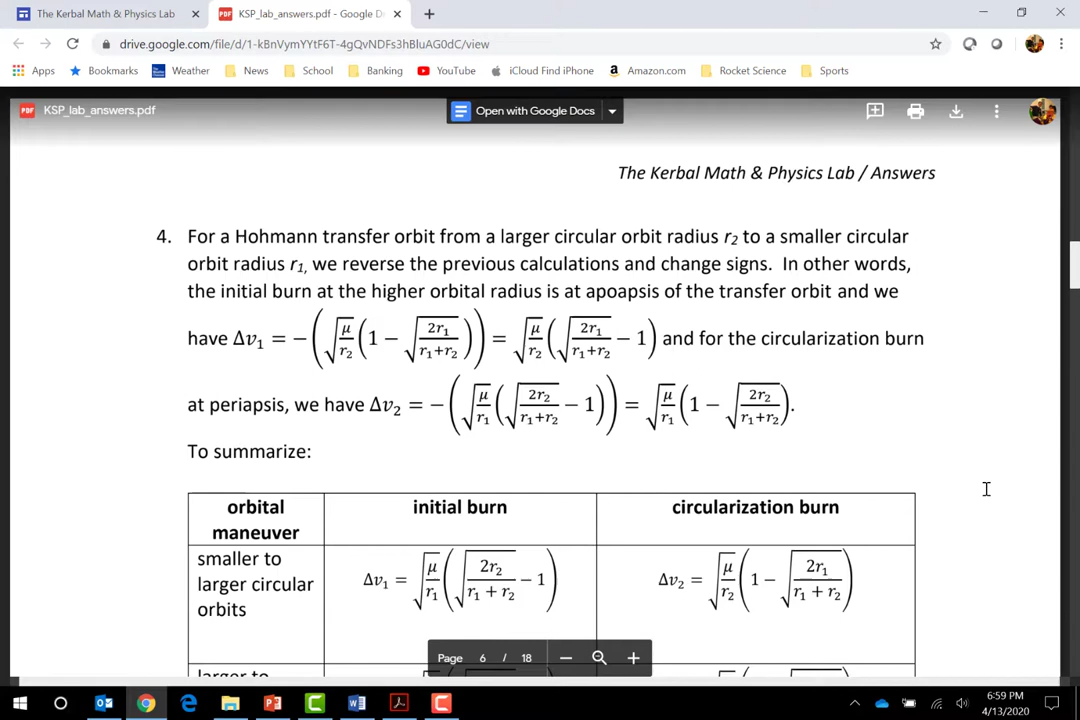 The Kerbal Math & Physics Lab
KSP_lab_answers.pdf - Google D
drive.google.com/file/d/1-kBnVymYYtF6T-4gQvNDFs3hBluAG0dC/view
Apps Bookmarks Weather News School Banking YouTube iCloud Find iPhone Amazon.com Rocket Science Sports
PDF KSP_lab_answers.pdf
Open with Google Docs
The Kerbal Math & Physics Lab / Answers
4. For a Hohmann transfer orbit from a larger circular orbit radius r₂ to a smaller circular
orbit radius r₁, we reverse the previous calculations and change signs. In other words,
the initial burn at the higher orbital radius is at apoapsis of the transfer orbit and we
have Δv₁ = −(√(μ/r₂)(1 − √(2r₁/(r₁+r₂)))) = √(μ/r₂)(√(2r₁/(r₁+r₂)) − 1) and for the circularization burn
at periapsis, we have Δv₂ = −(√(μ/r₁)(√(2r₂/(r₁+r₂)) − 1)) = √(μ/r₁)(1 − √(2r₂/(r₁+r₂))).
To summarize:
orbital maneuver
initial burn
circularization burn
smaller to
larger circular
orbits
Δv₁ = √(μ/r₁)(√(2r₂/(r₁ + r₂)) − 1)
Δv₂ = √(μ/r₂)(1 − √(2r₁/(r₁ + r₂)))
larger to
Page 6 / 18
6:59 PM
4/13/2020